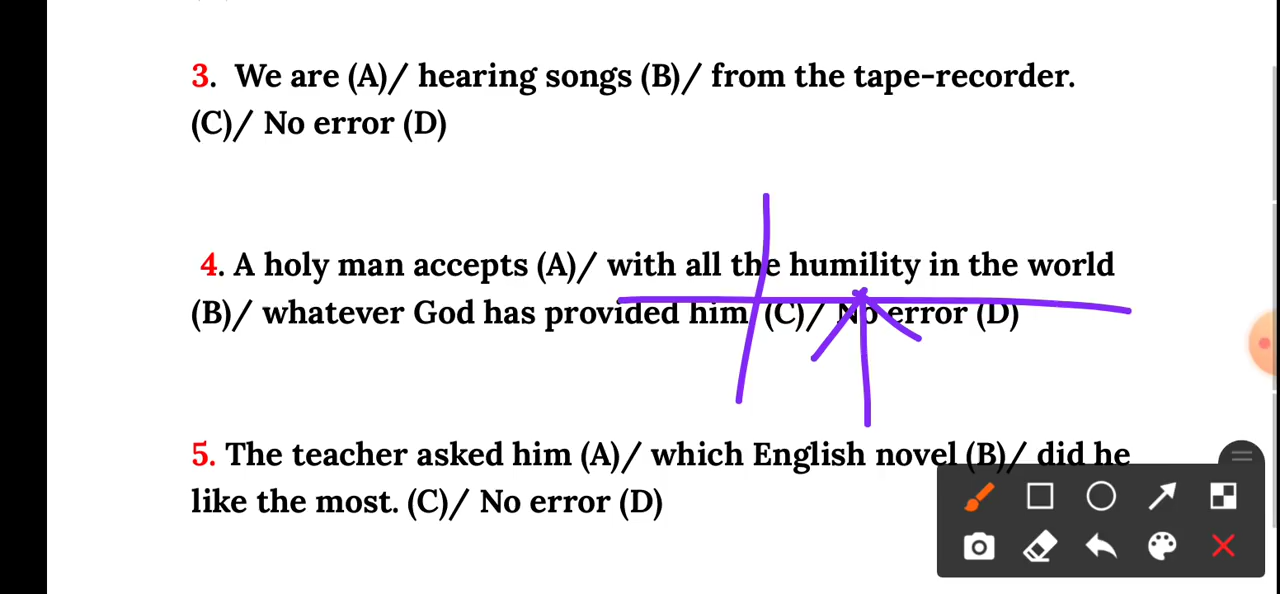 3. We are (A)/ hearing songs (B)/ from the tape-recorder.
(C)/ No error (D)
4. A holy man accepts (A)/ with all the humility in the world
(B)/ whatever God has provided him (C)/ No error (D)
5. The teacher asked him (A)/ which English novel (B)/ did he
like the most. (C)/ No error (D)